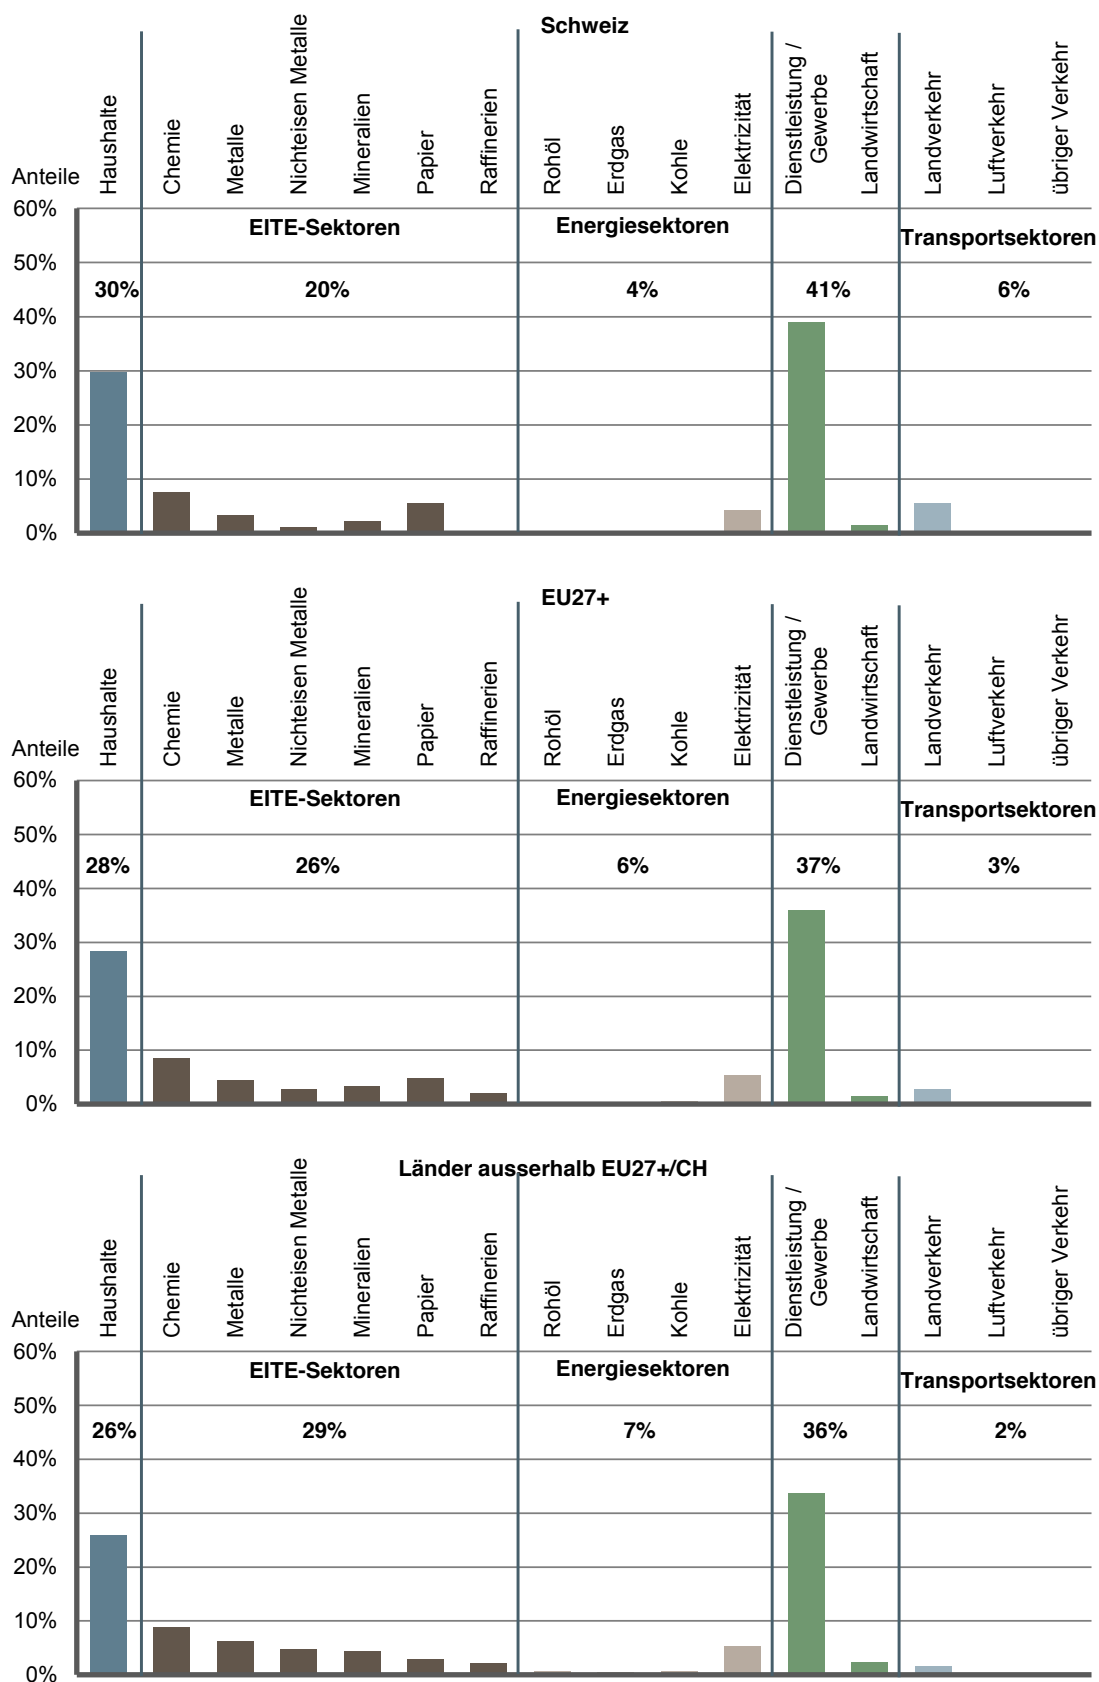 Schweiz
Anteile
Haushalte
Chemie
Metalle
Nichteisen Metalle
Mineralien
Papier
Raffinerien
Rohöl
Erdgas
Kohle
Elektrizität
Dienstleistung /
Gewerbe
Landwirtschaft
Landverkehr
Luftverkehr
übriger Verkehr
60%
EITE-Sektoren
Energiesektoren
Transportsektoren
50%
30%
20%
4%
41%
6%
40%
30%
20%
10%
0%
EU27+
Anteile
Haushalte
Chemie
Metalle
Nichteisen Metalle
Mineralien
Papier
Raffinerien
Rohöl
Erdgas
Kohle
Elektrizität
Dienstleistung /
Gewerbe
Landwirtschaft
Landverkehr
Luftverkehr
übriger Verkehr
60%
EITE-Sektoren
Energiesektoren
Transportsektoren
50%
28%
26%
6%
37%
3%
40%
30%
20%
10%
0%
Länder ausserhalb EU27+/CH
Anteile
Haushalte
Chemie
Metalle
Nichteisen Metalle
Mineralien
Papier
Raffinerien
Rohöl
Erdgas
Kohle
Elektrizität
Dienstleistung /
Gewerbe
Landwirtschaft
Landverkehr
Luftverkehr
übriger Verkehr
60%
EITE-Sektoren
Energiesektoren
Transportsektoren
50%
26%
29%
7%
36%
2%
40%
30%
20%
10%
0%